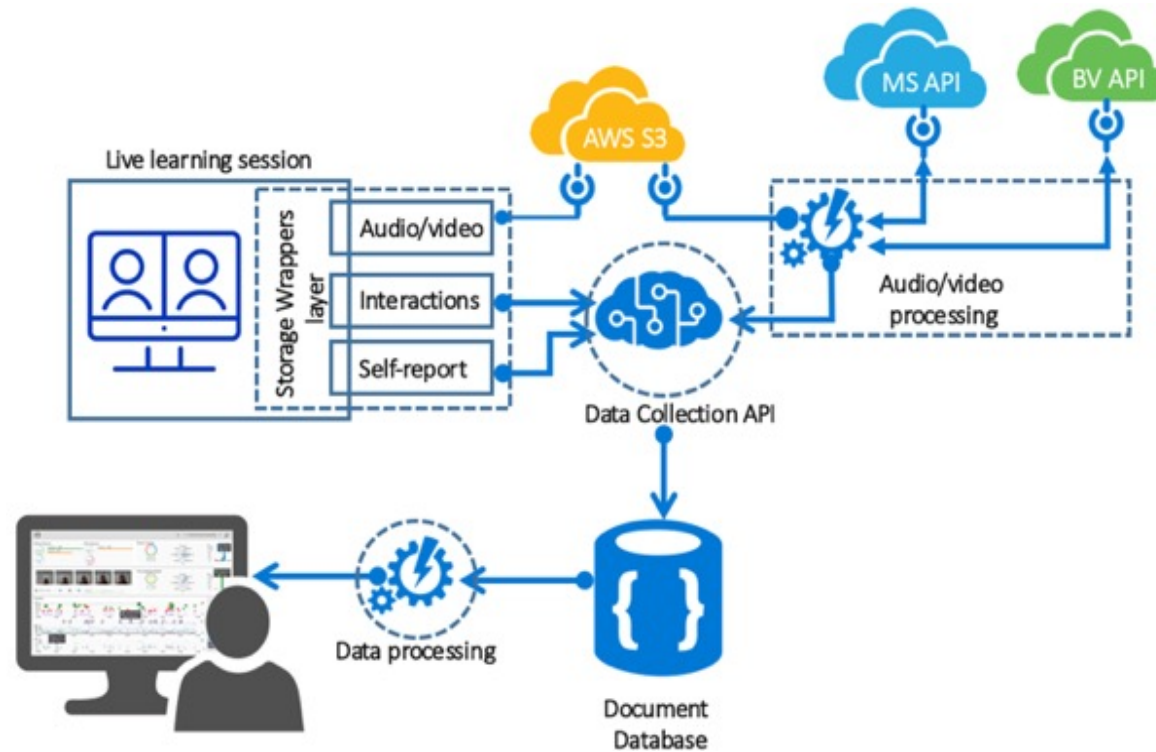 MS API
BV API
AWS S3
Live learning session
Storage Wrappers
layer
Audio/video
Interactions
Self-report
Audio/video
processing
Data Collection API
Data processing
Document
Database